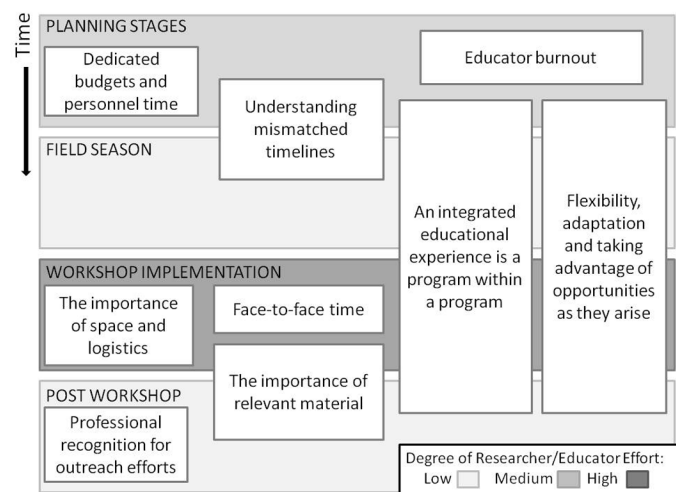 Time
PLANNING STAGES
Dedicated
budgets and
personnel time
Understanding
mismatched
timelines
Educator burnout
FIELD SEASON
An integrated
educational
experience is a
program within
a program
Flexibility,
adaptation
and taking
advantage of
opportunities
as they arise
WORKSHOP IMPLEMENTATION
The importance
of space and
logistics
Face-to-face time
The importance of
relevant material
POST WORKSHOP
Professional
recognition for
outreach efforts
Degree of Researcher/Educator Effort:
Low Medium High